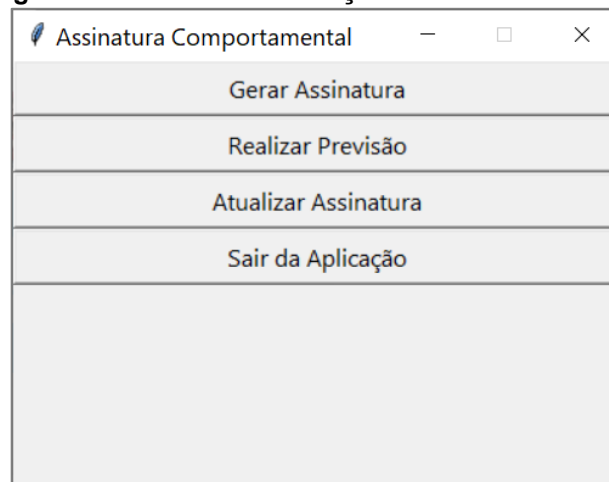 Assinatura Comportamental
Gerar Assinatura
Realizar Previsão
Atualizar Assinatura
Sair da Aplicação